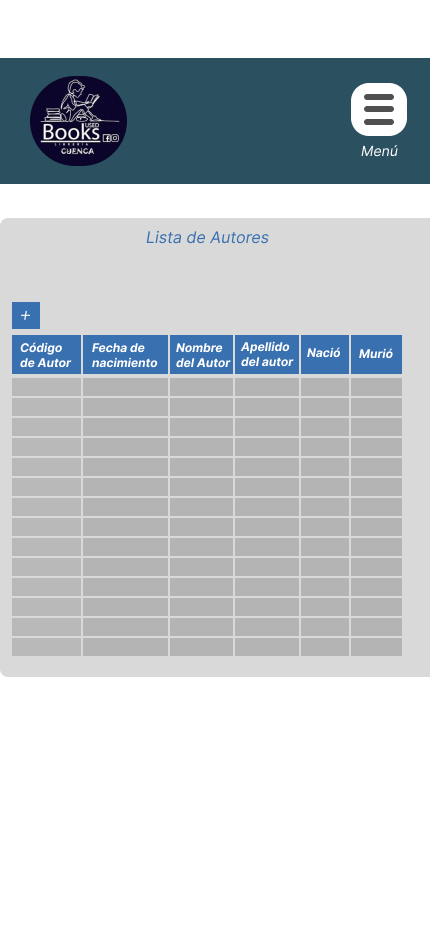 USED
Books
LIBRERIA
CUENCA
Menú
Lista de Autores
+
Código de Autor
Fecha de nacimiento
Nombre del Autor
Apellido del autor
Nació
Murió